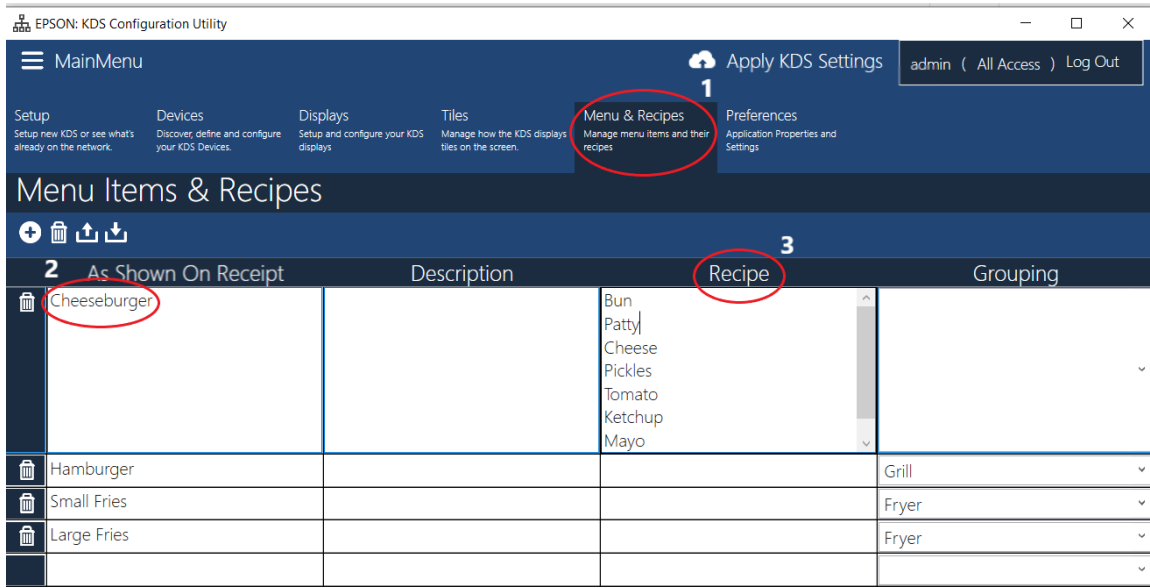 EPSON: KDS Configuration Utility
MainMenu
Apply KDS Settings
admin ( All Access ) Log Out
1
Setup
Setup new KDS or see what's
already on the network.
Devices
Discover, define and configure
your KDS Devices.
Displays
Setup and configure your KDS
displays
Tiles
Manage how the KDS displays
tiles on the screen.
Menu & Recipes
Manage menu items and their
recipes
Preferences
Application Properties and
Settings
Menu Items & Recipes
2
3
As Shown On Receipt
Description
Recipe
Grouping
Cheeseburger
Bun
Patty
Cheese
Pickles
Tomato
Ketchup
Mayo
Hamburger
Grill
Small Fries
Fryer
Large Fries
Fryer